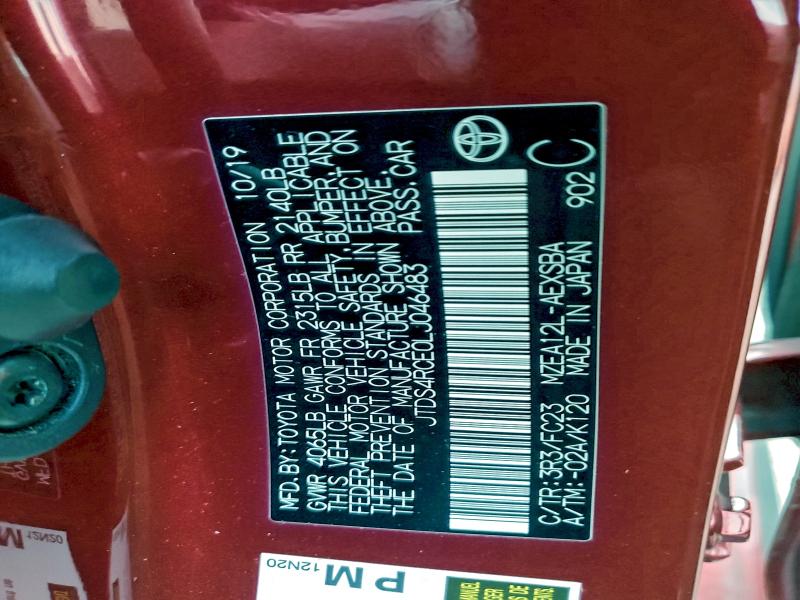 MFD. BY: TOYOTA MOTOR CORPORATION 10/19
GVWR 4065LB GAWR FR 2315LB RR 2140LB
THIS VEHICLE CONFORMS TO ALL APPLICABLE
FEDERAL MOTOR VEHICLE SAFETY, BUMPER, AND
THEFT PREVENTION STANDARDS IN EFFECT ON
THE DATE OF MANUFACTURE SHOWN ABOVE.
JTDS4RCE0LJ046483 PASS. CAR
C/TR: 3R3/FC23 MZEA12L-AEXSBA
A/TM: -02A/K120 MADE IN JAPAN 902 C
PM
12N20
M
12N20